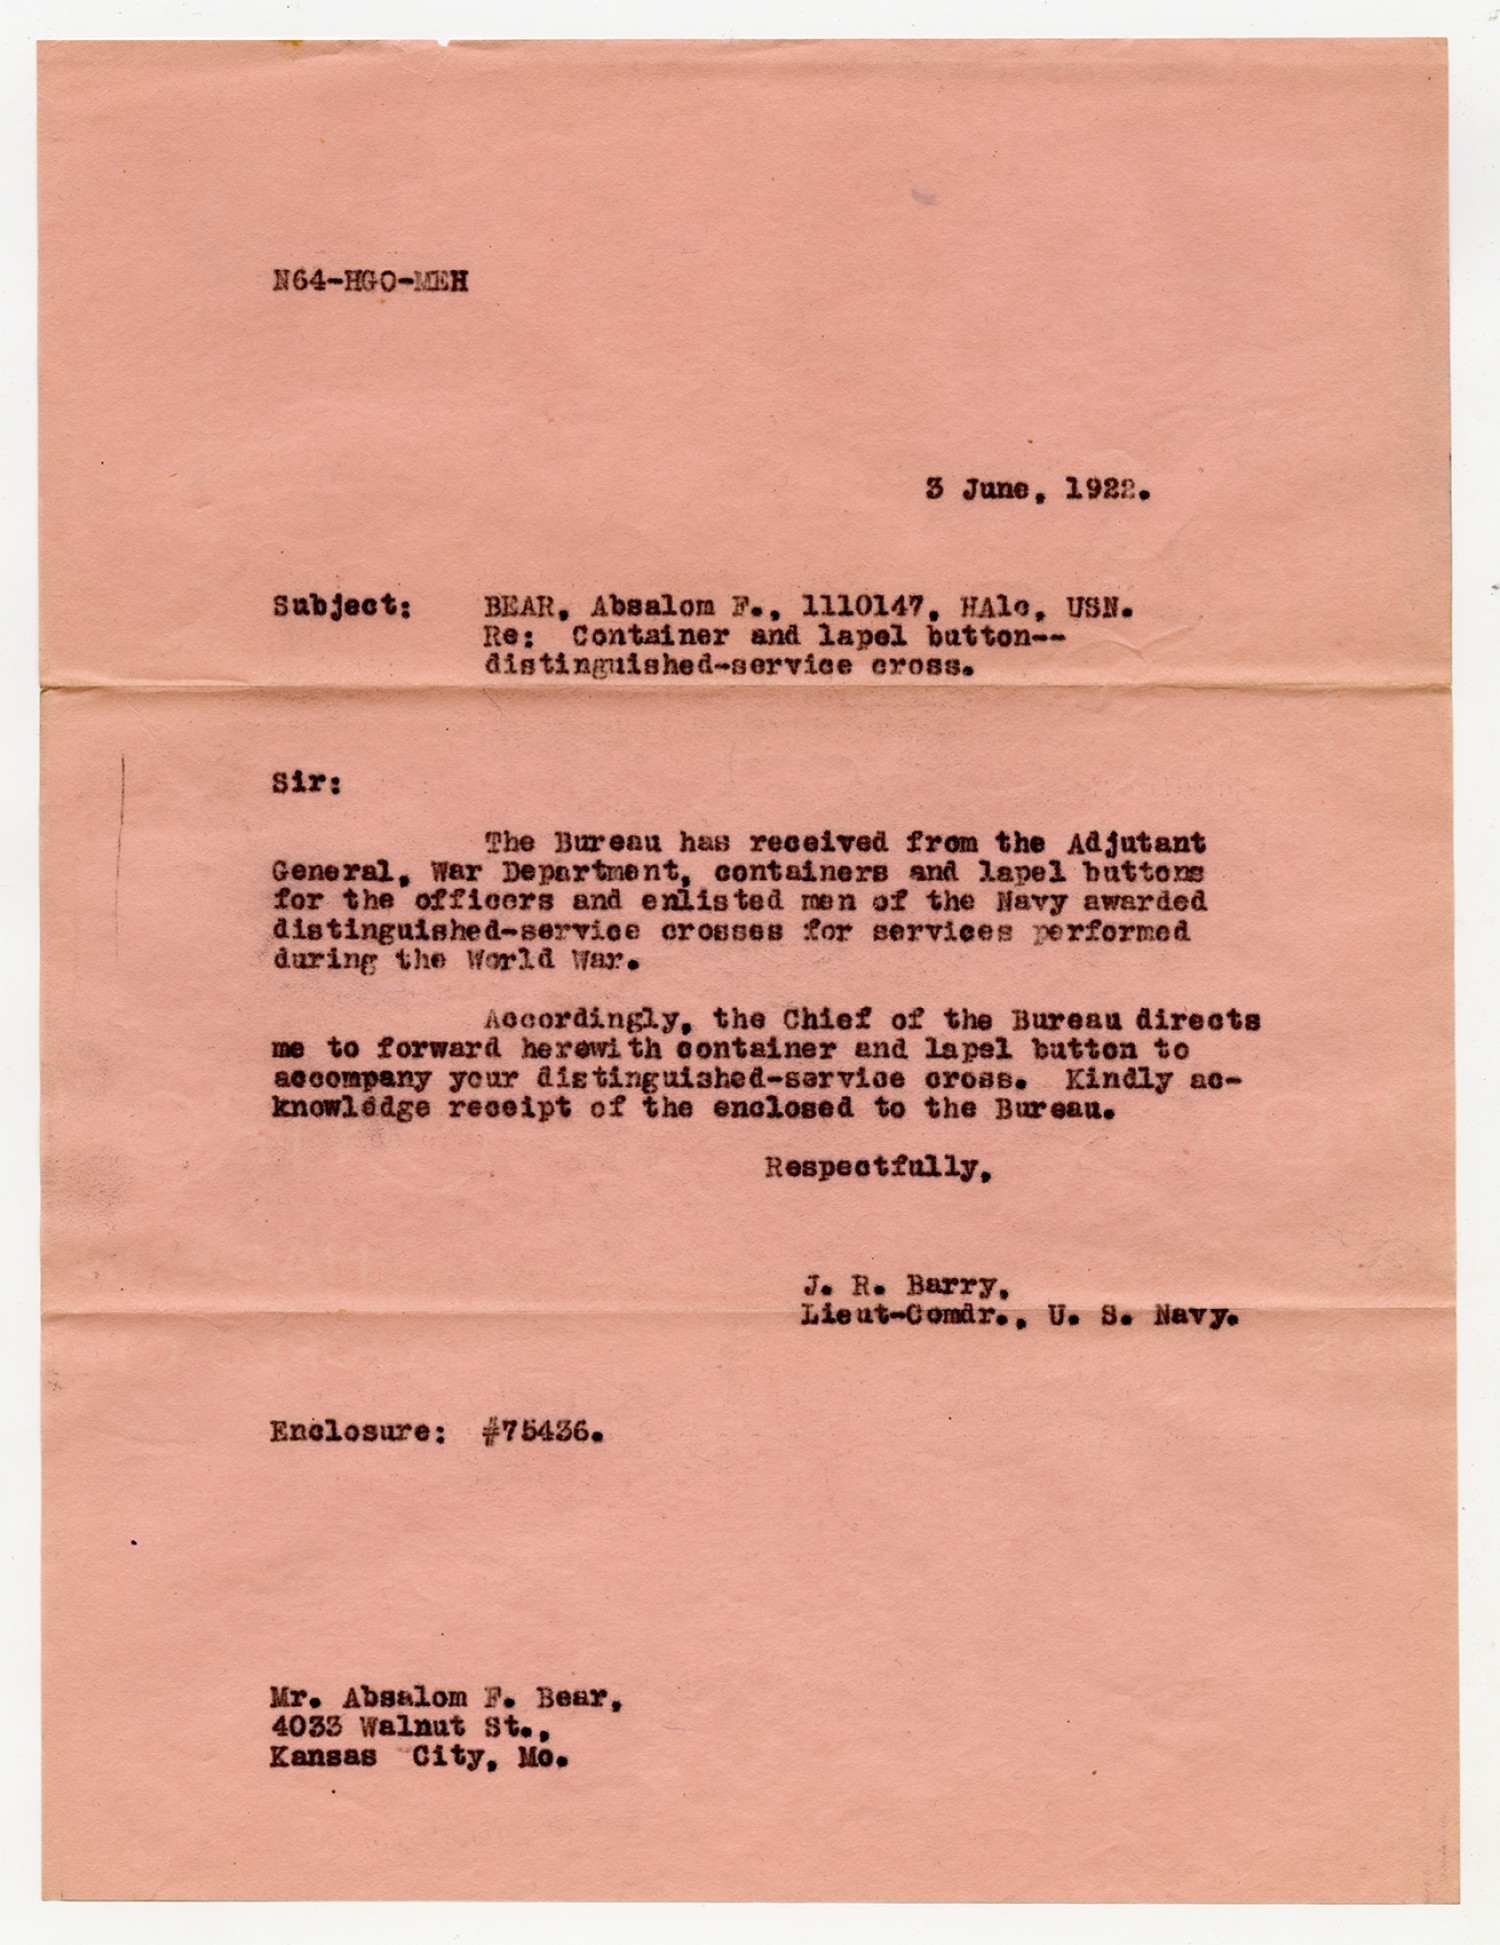 N64-HGO-MEH
3 June, 1922.
Subject: BEAR, Absalom F., 1110147, HA1c, USN.
Re: Container and lapel button--
distinguished-service cross.
Sir:
The Bureau has received from the Adjutant
General, War Department, containers and lapel buttons
for the officers and enlisted men of the Navy awarded
distinguished-service crosses for services performed
during the World War.
Accordingly, the Chief of the Bureau directs
me to forward herewith container and lapel button to
accompany your distinguished-service cross. Kindly ac-
knowledge receipt of the enclosed to the Bureau.
Respectfully,
J. R. Barry,
Lieut-Comdr., U. S. Navy.
Enclosure: #75436.
Mr. Absalom F. Bear,
4033 Walnut St.,
Kansas City, Mo.